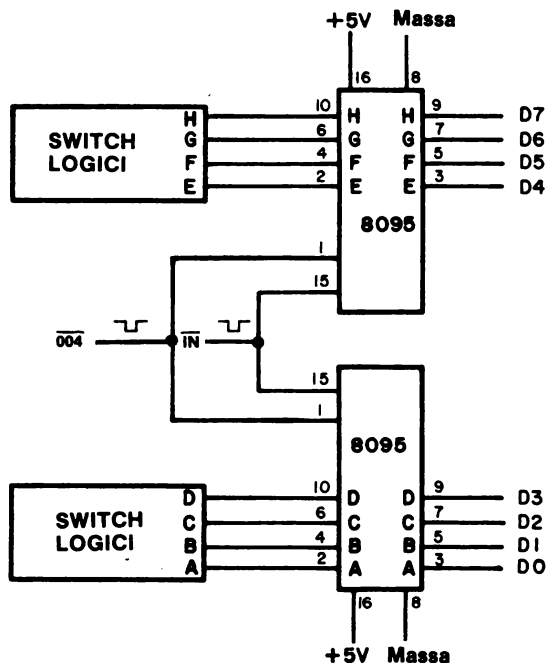 +5V Massa
16 8
H 10 H H 9 D7
SWITCH G 6 G G 7 D6
LOGICI F 4 F F 5 D5
E 2 E E 3 D4
8095
1
15
004 IN
15
1
8095
D 10 D D 9 D3
SWITCH C 6 C C 7 D2
LOGICI B 4 B B 5 D1
A 2 A A 3 D0
16 8
+5V Massa